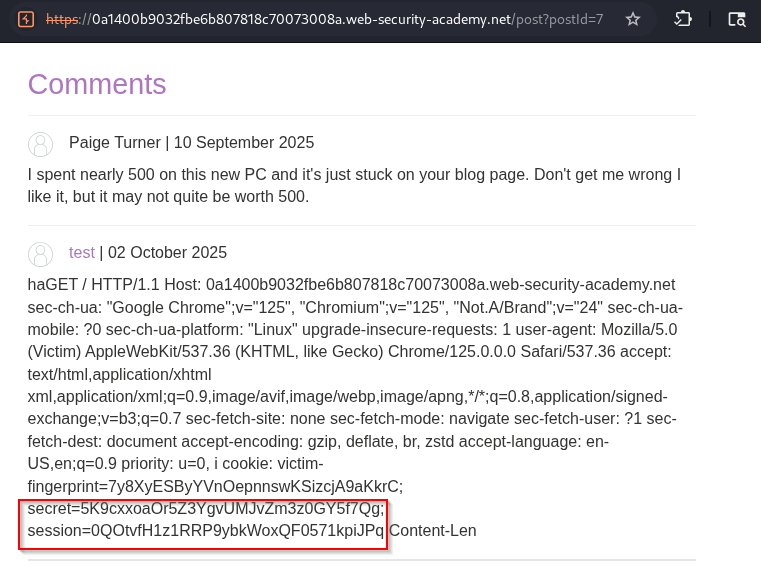 https://0a1400b9032fbe6b807818c70073008a.web-security-academy.net/post?postId=7
Comments
Paige Turner | 10 September 2025
I spent nearly 500 on this new PC and it's just stuck on your blog page. Don't get me wrong I
like it, but it may not quite be worth 500.
test | 02 October 2025
haGET / HTTP/1.1 Host: 0a1400b9032fbe6b807818c70073008a.web-security-academy.net
sec-ch-ua: "Google Chrome";v="125", "Chromium";v="125", "Not.A/Brand";v="24" sec-ch-ua-
mobile: ?0 sec-ch-ua-platform: "Linux" upgrade-insecure-requests: 1 user-agent: Mozilla/5.0
(Victim) AppleWebKit/537.36 (KHTML, like Gecko) Chrome/125.0.0.0 Safari/537.36 accept:
text/html,application/xhtml
xml,application/xml;q=0.9,image/avif,image/webp,image/apng,*/*;q=0.8,application/signed-
exchange;v=b3;q=0.7 sec-fetch-site: none sec-fetch-mode: navigate sec-fetch-user: ?1 sec-
fetch-dest: document accept-encoding: gzip, deflate, br, zstd accept-language: en-
US,en;q=0.9 priority: u=0, i cookie: victim-
fingerprint=7y8XyESByYVnOepnnswKSizcjA9aKkrC;
secret=5K9cxxoaOr5Z3YgvUMJvZm3z0GY5f7Qg;
session=0QOtvfH1z1RRP9ybkWoxQF0571kpiJPq Content-Len